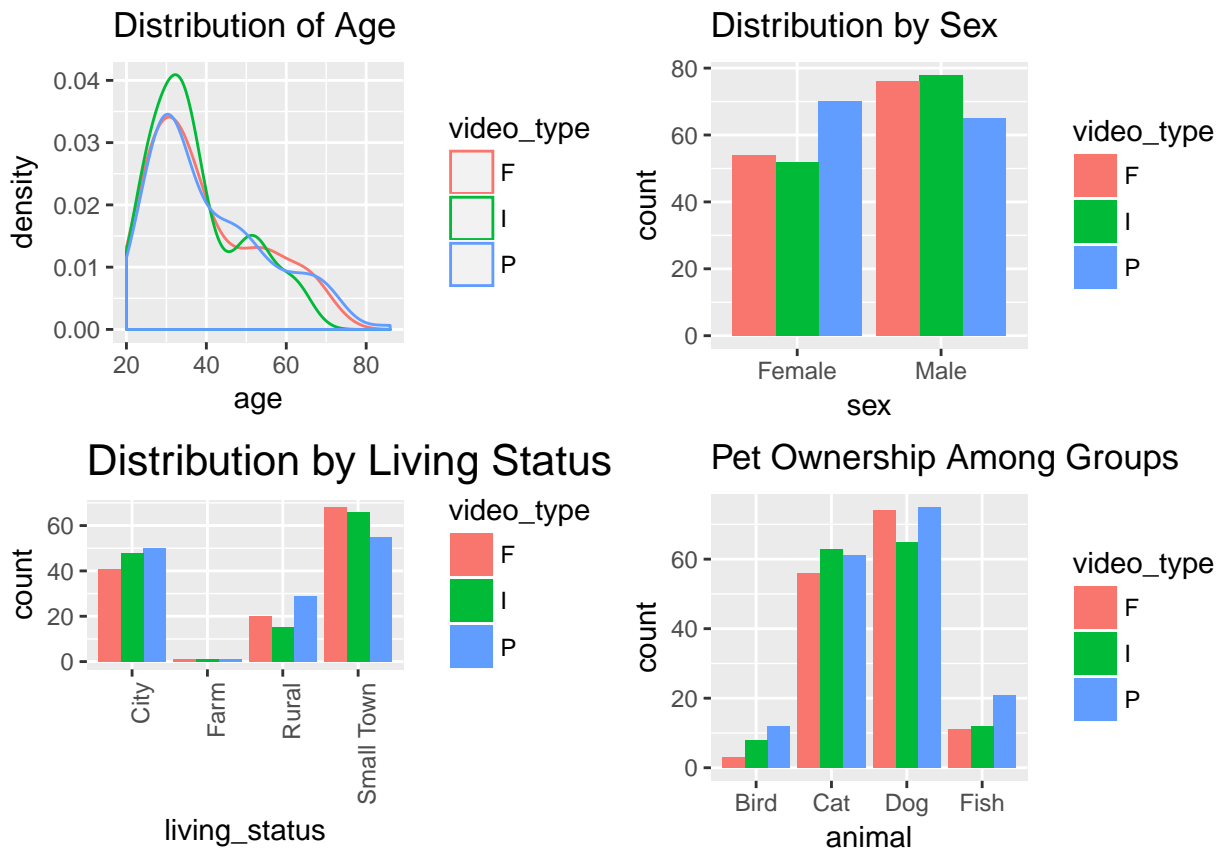 Distribution of Age
density
0.04
0.03
0.02
0.01
0.00
20 40 60 80
age
video_type
F
I
P
Distribution by Sex
count
80
60
40
20
0
Female Male
sex
video_type
F
I
P
Distribution by Living Status
count
60
40
20
0
City
Farm
Rural
Small Town
living_status
video_type
F
I
P
Pet Ownership Among Groups
count
60
40
20
0
Bird Cat Dog Fish
animal
video_type
F
I
P